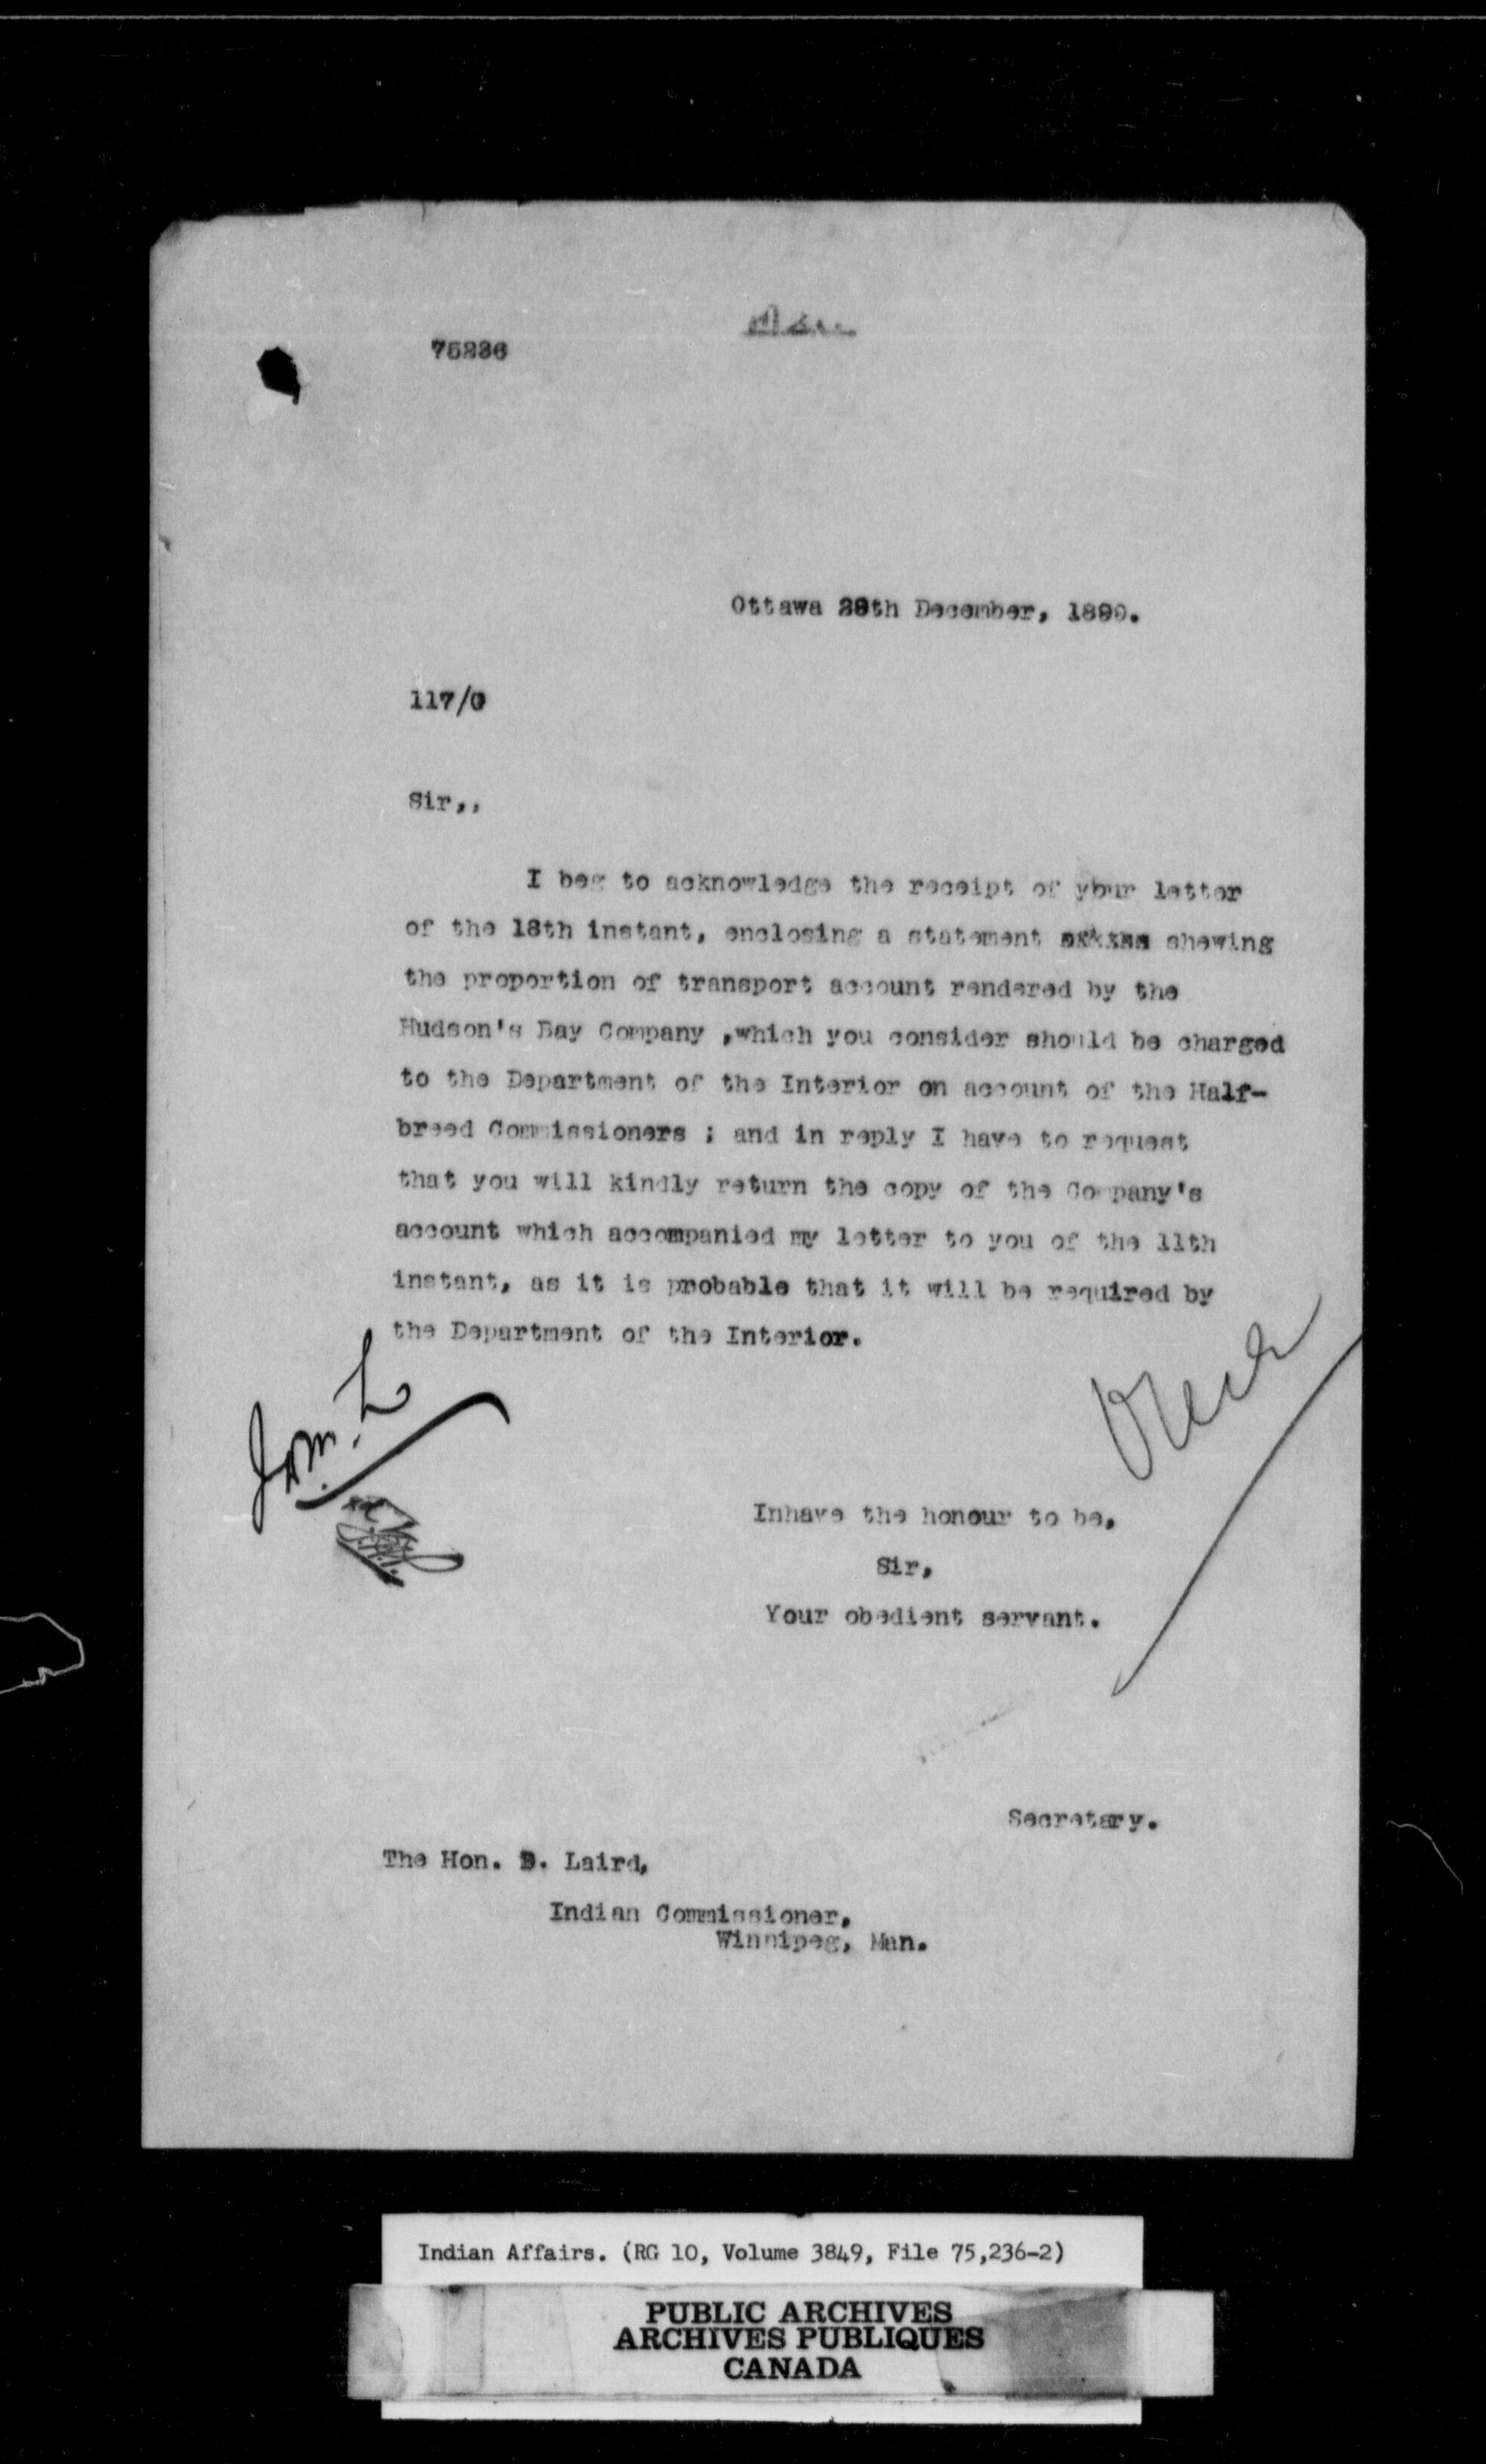 75236
Ottawa 28th December, 1899.
117/0
Sir,,
I beg to acknowledge the receipt of your letter
of the 18th instant, enclosing a statement shewing
the proportion of transport account rendered by the
Hudson's Bay Company ,which you consider should be charged
to the Department of the Interior on account of the Half-
breed Commissioners ; and in reply I have to request
that you will kindly return the copy of the Company's
account which accompanied my letter to you of the 11th
instant, as it is probable that it will be required by
the Department of the Interior.
Inhave the honour to be,
Sir,
Your obedient servant.
Secretary.
The Hon. D. Laird,
Indian Commissioner,
Winnipeg, Man.
Indian Affairs. (RG 10, Volume 3849, File 75,236-2)
PUBLIC ARCHIVES
ARCHIVES PUBLIQUES
CANADA